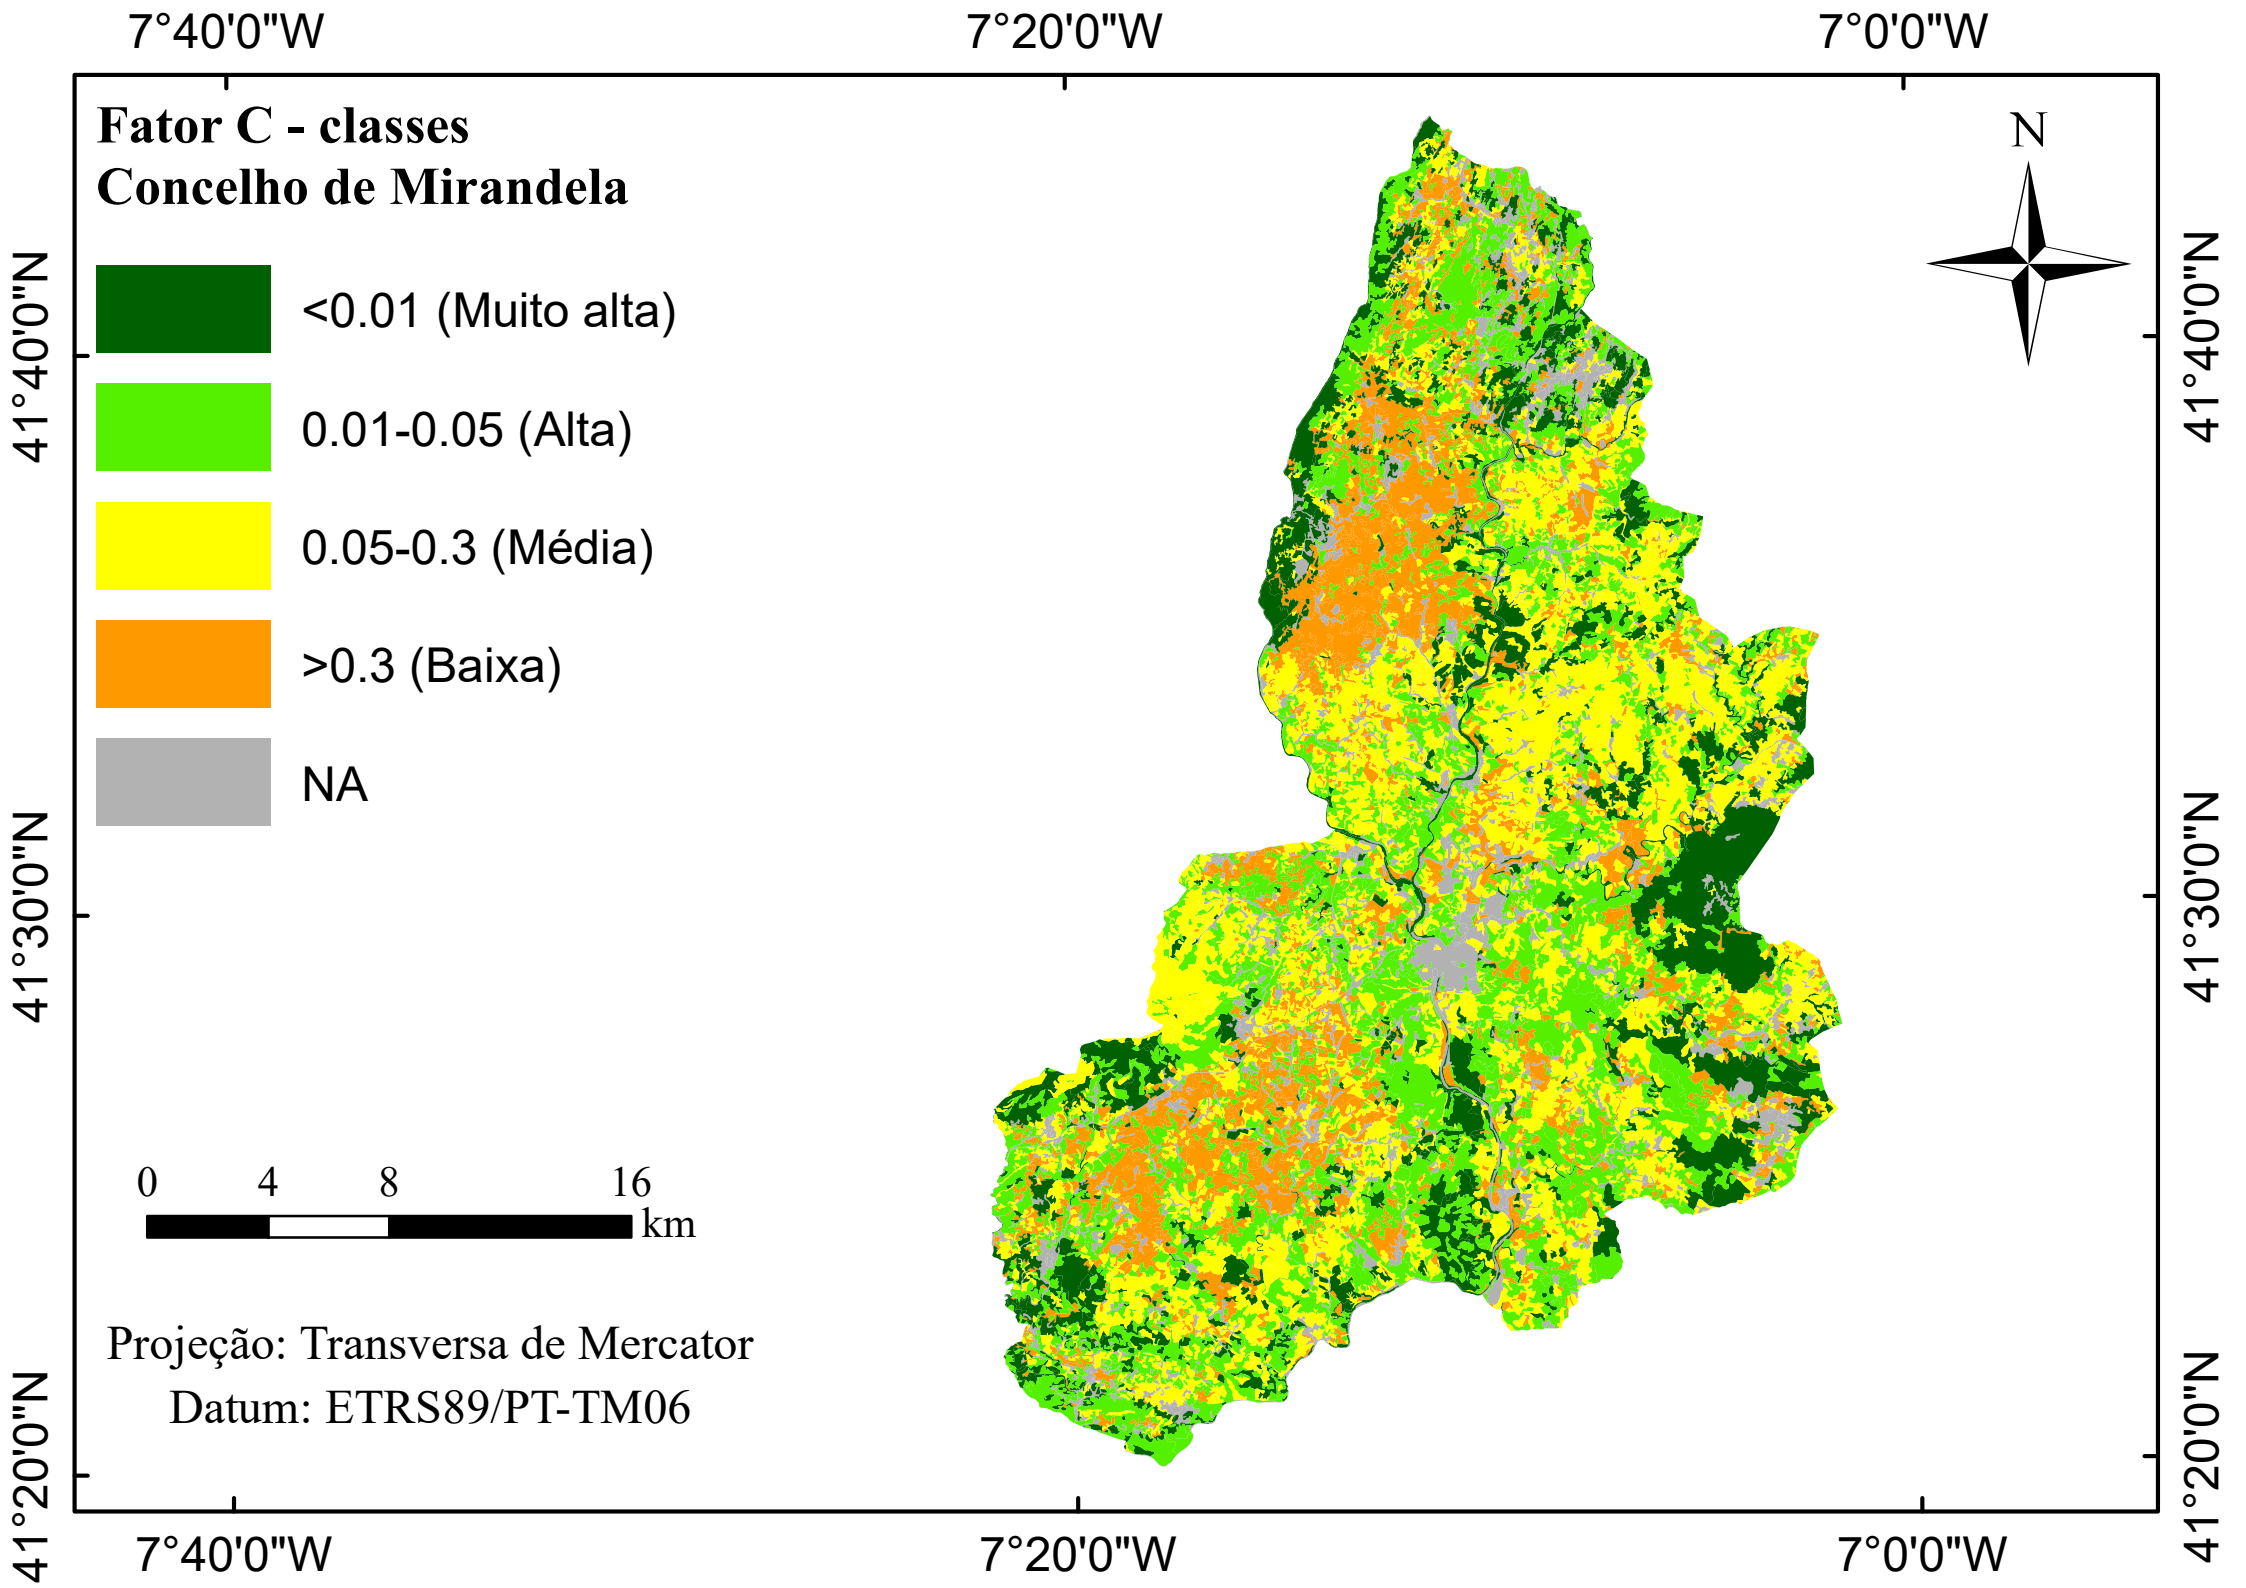 7°40'0"W 7°20'0"W 7°0'0"W
Fator C - classes
Concelho de Mirandela
N
<0.01 (Muito alta)
0.01-0.05 (Alta)
0.05-0.3 (Média)
>0.3 (Baixa)
NA
41°40'0"N
41°30'0"N
41°20'0"N
41°40'0"N
41°30'0"N
41°20'0"N
0 4 8 16
km
Projeção: Transversa de Mercator
Datum: ETRS89/PT-TM06
7°40'0"W 7°20'0"W 7°0'0"W